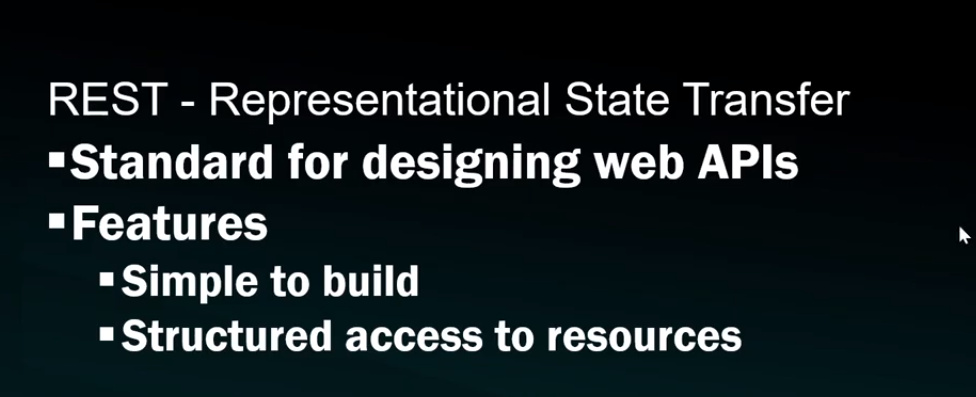 REST - Representational State Transfer
▪Standard for designing web APIs
▪Features
▪Simple to build
▪Structured access to resources